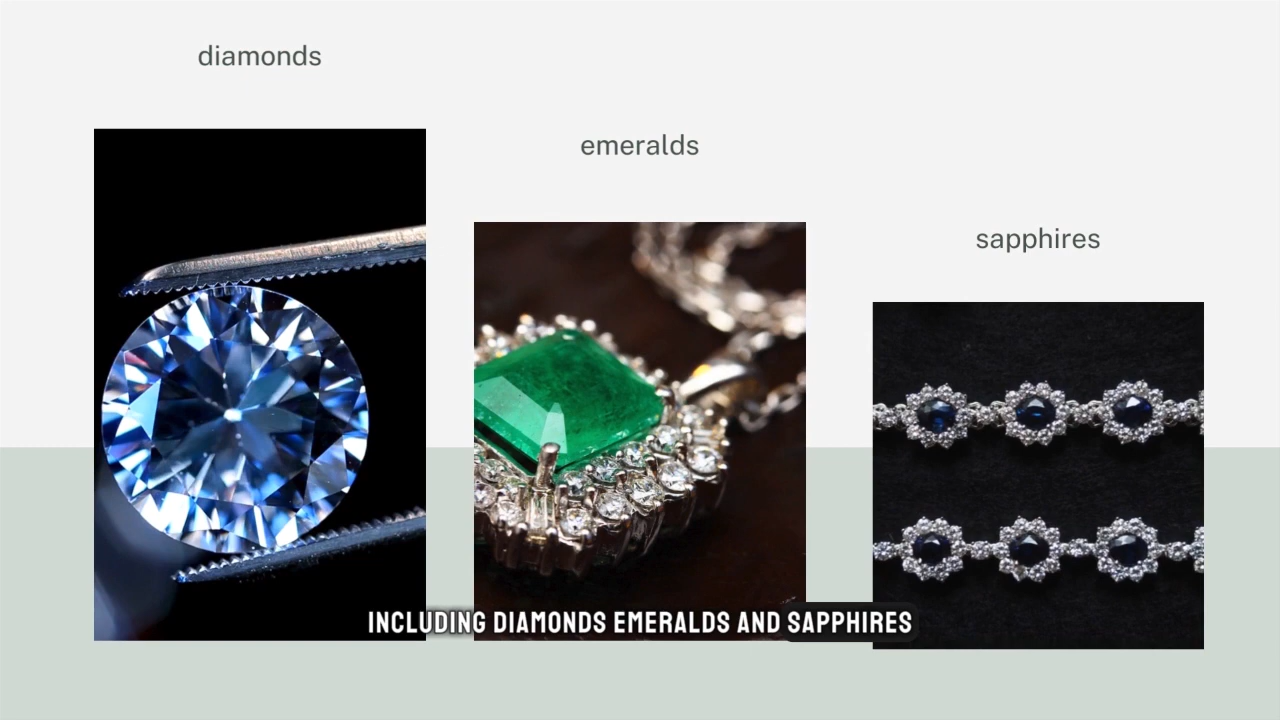 diamonds
emeralds
sapphires
INCLUDING DIAMONDS EMERALDS AND SAPPHIRES